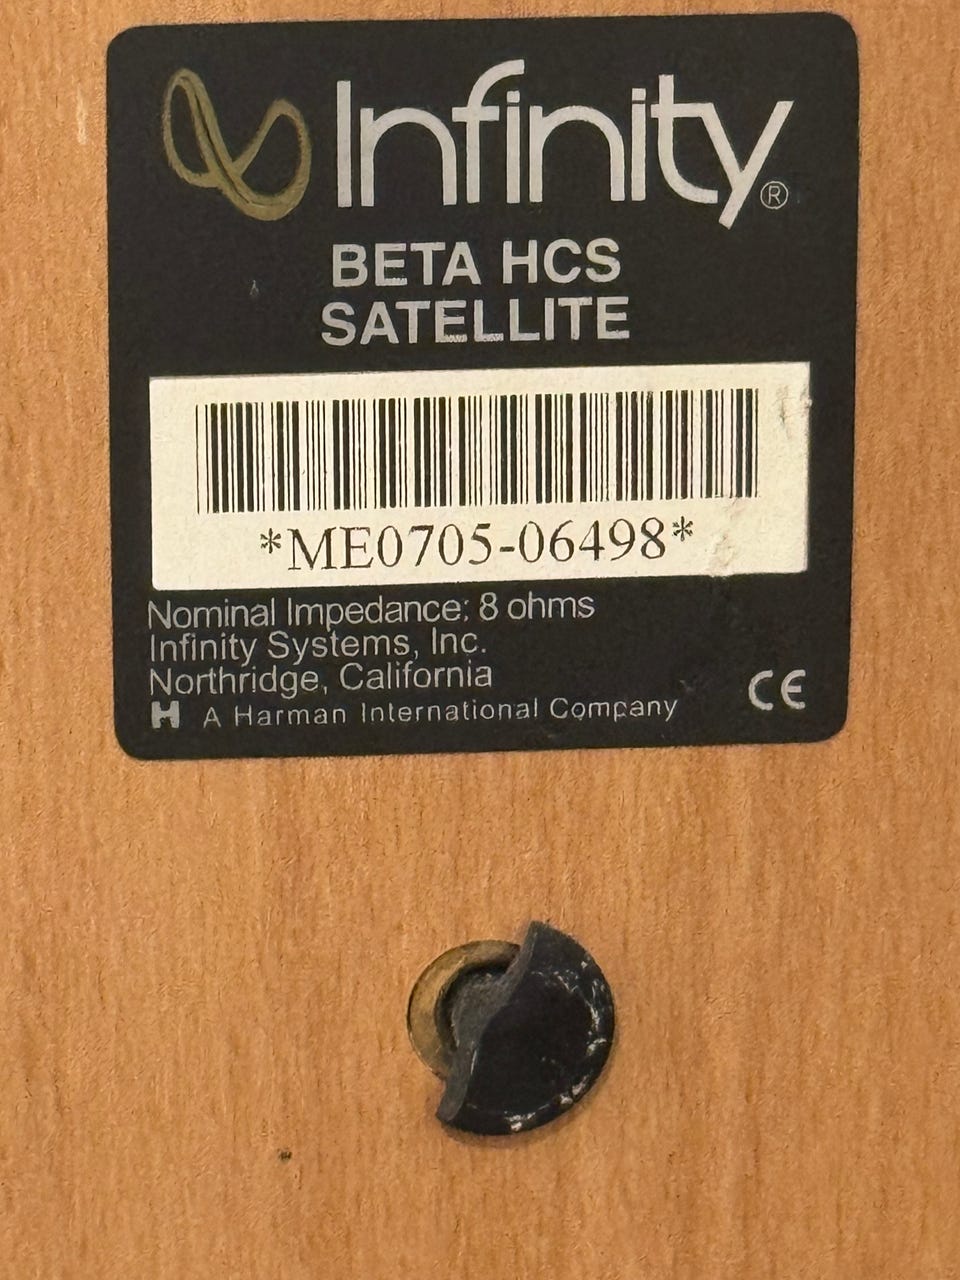 Infinity®
BETA HCS
SATELLITE
*ME0705-06498*
Nominal Impedance: 8 ohms
Infinity Systems, Inc.
Northridge, California
H A Harman International Company
CE